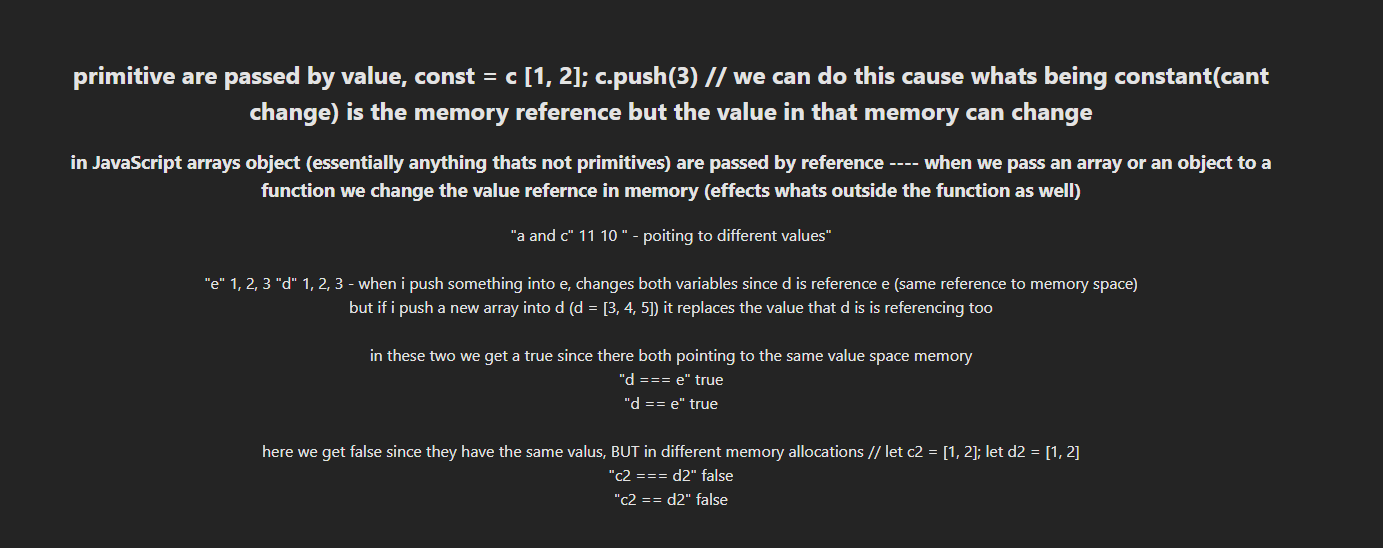 primitive are passed by value, const = c [1, 2]; c.push(3) // we can do this cause whats being constant(cant
change) is the memory reference but the value in that memory can change
in JavaScript arrays object (essentially anything thats not primitives) are passed by reference ---- when we pass an array or an object to a
function we change the value refernce in memory (effects whats outside the function as well)
"a and c" 11 10 " - poiting to different values"
"e" 1, 2, 3 "d" 1, 2, 3 - when i push something into e, changes both variables since d is reference e (same reference to memory space)
but if i push a new array into d (d = [3, 4, 5]) it replaces the value that d is is referencing too
in these two we get a true since there both pointing to the same value space memory
"d === e" true
"d == e" true
here we get false since they have the same valus, BUT in different memory allocations // let c2 = [1, 2]; let d2 = [1, 2]
"c2 === d2" false
"c2 == d2" false